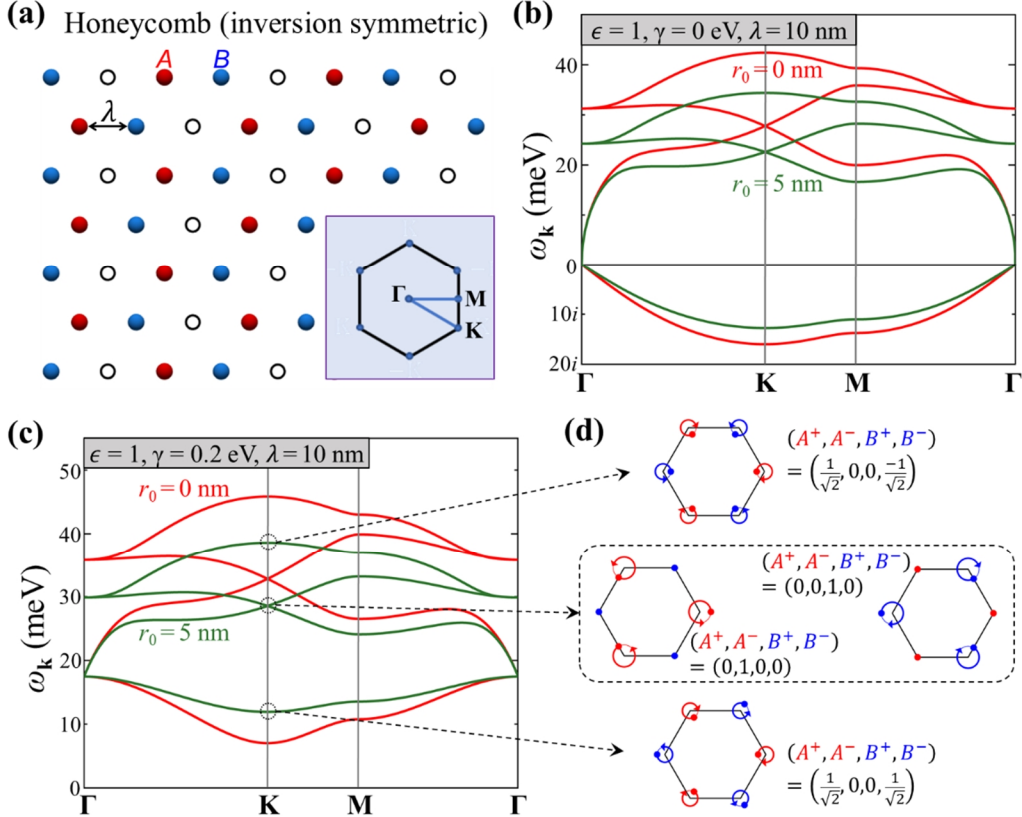 (a)
Honeycomb (inversion symmetric)
A B
λ
Γ
M
K
(b)
ϵ = 1, γ = 0 eV, λ = 10 nm
r₀ = 0 nm
r₀ = 5 nm
ωₖ (meV)
40
20
0
10i
20i
Γ K M Γ
(c)
ϵ = 1, γ = 0.2 eV, λ = 10 nm
r₀ = 0 nm
r₀ = 5 nm
ωₖ (meV)
50
40
30
20
10
0
Γ K M Γ
(d)
(A⁺, A⁻, B⁺, B⁻)
= (1/√2, 0, 0, −1/√2)
(A⁺, A⁻, B⁺, B⁻)
= (0,0,1,0)
(A⁺, A⁻, B⁺, B⁻)
= (0,1,0,0)
(A⁺, A⁻, B⁺, B⁻)
= (1/√2, 0, 0, 1/√2)